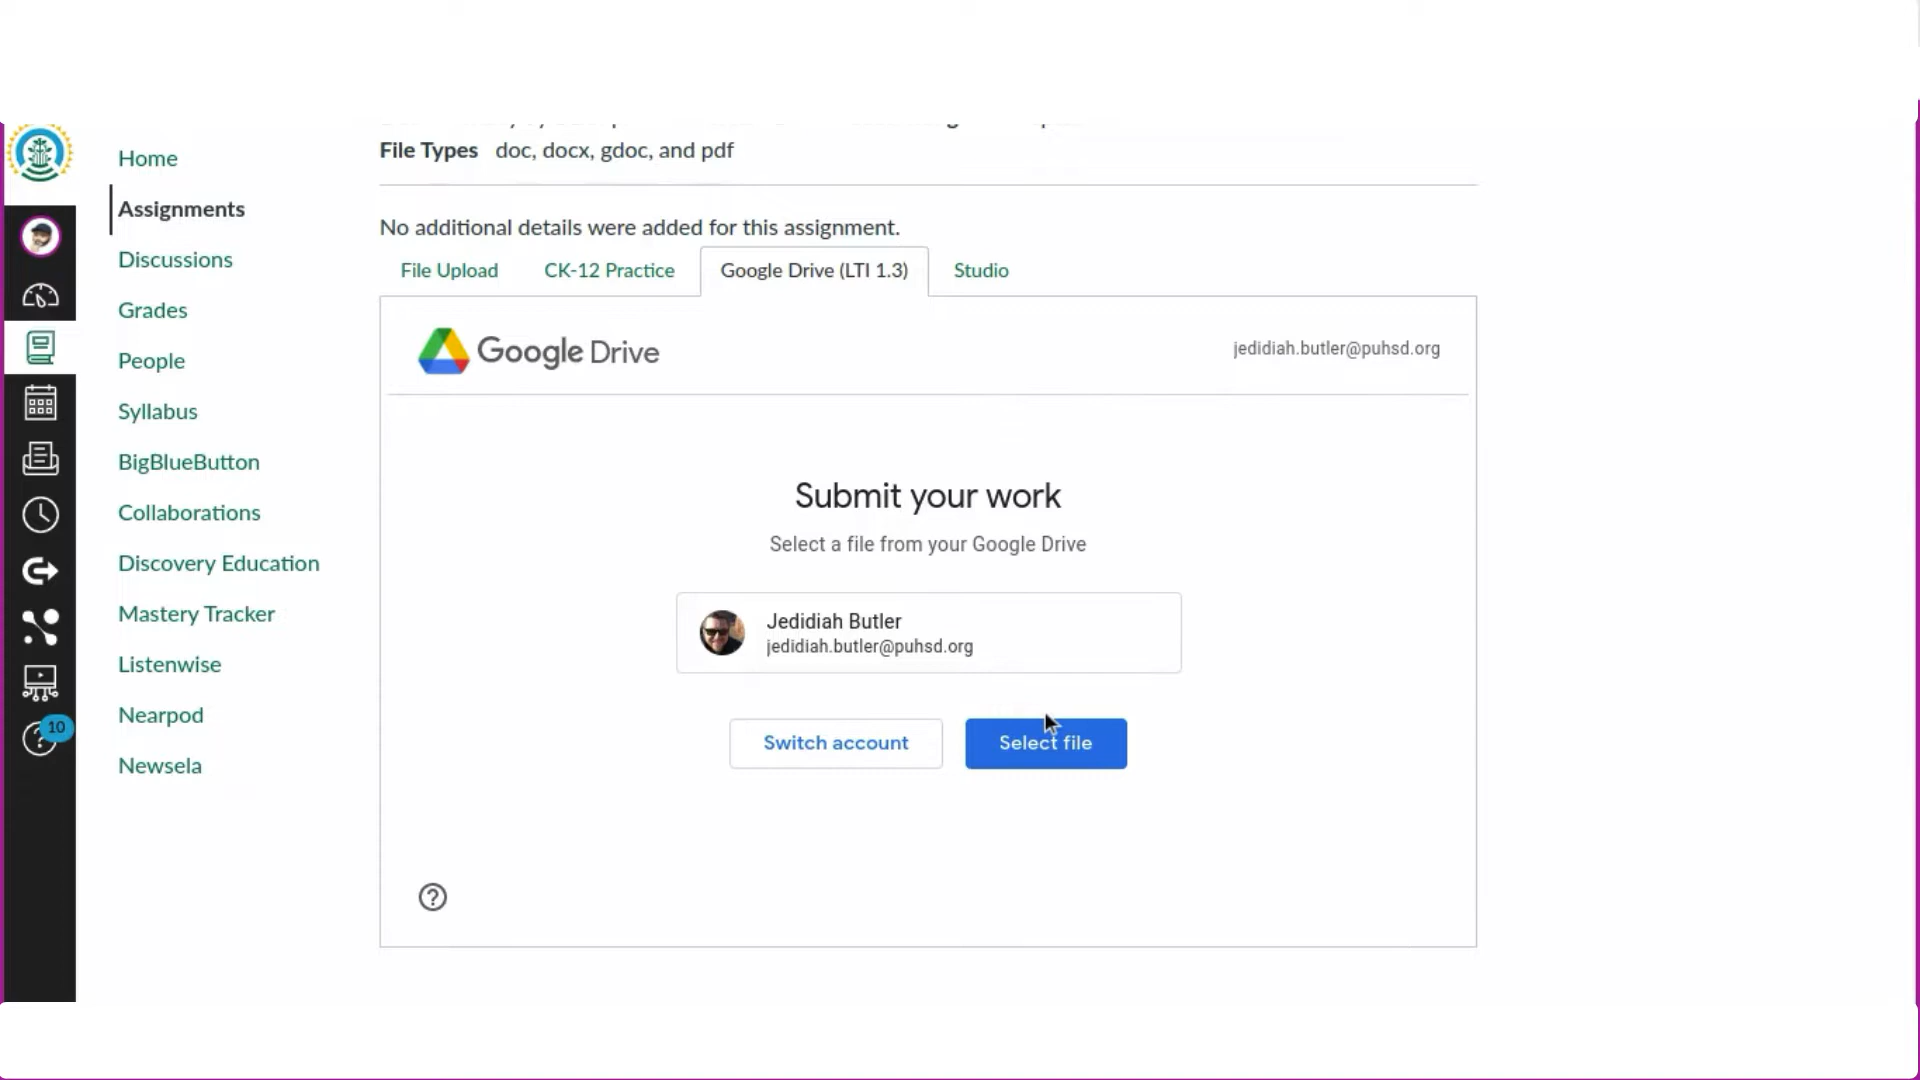 File Types doc, docx, gdoc, and pdf
Home
Assignments
Discussions
Grades
People
Syllabus
BigBlueButton
Collaborations
Discovery Education
Mastery Tracker
Listenwise
Nearpod
Newsela
10
No additional details were added for this assignment.
File Upload CK-12 Practice Google Drive (LTI 1.3) Studio
Google Drive jedidiah.butler@puhsd.org
Submit your work
Select a file from your Google Drive
Jedidiah Butler
jedidiah.butler@puhsd.org
Switch account Select file